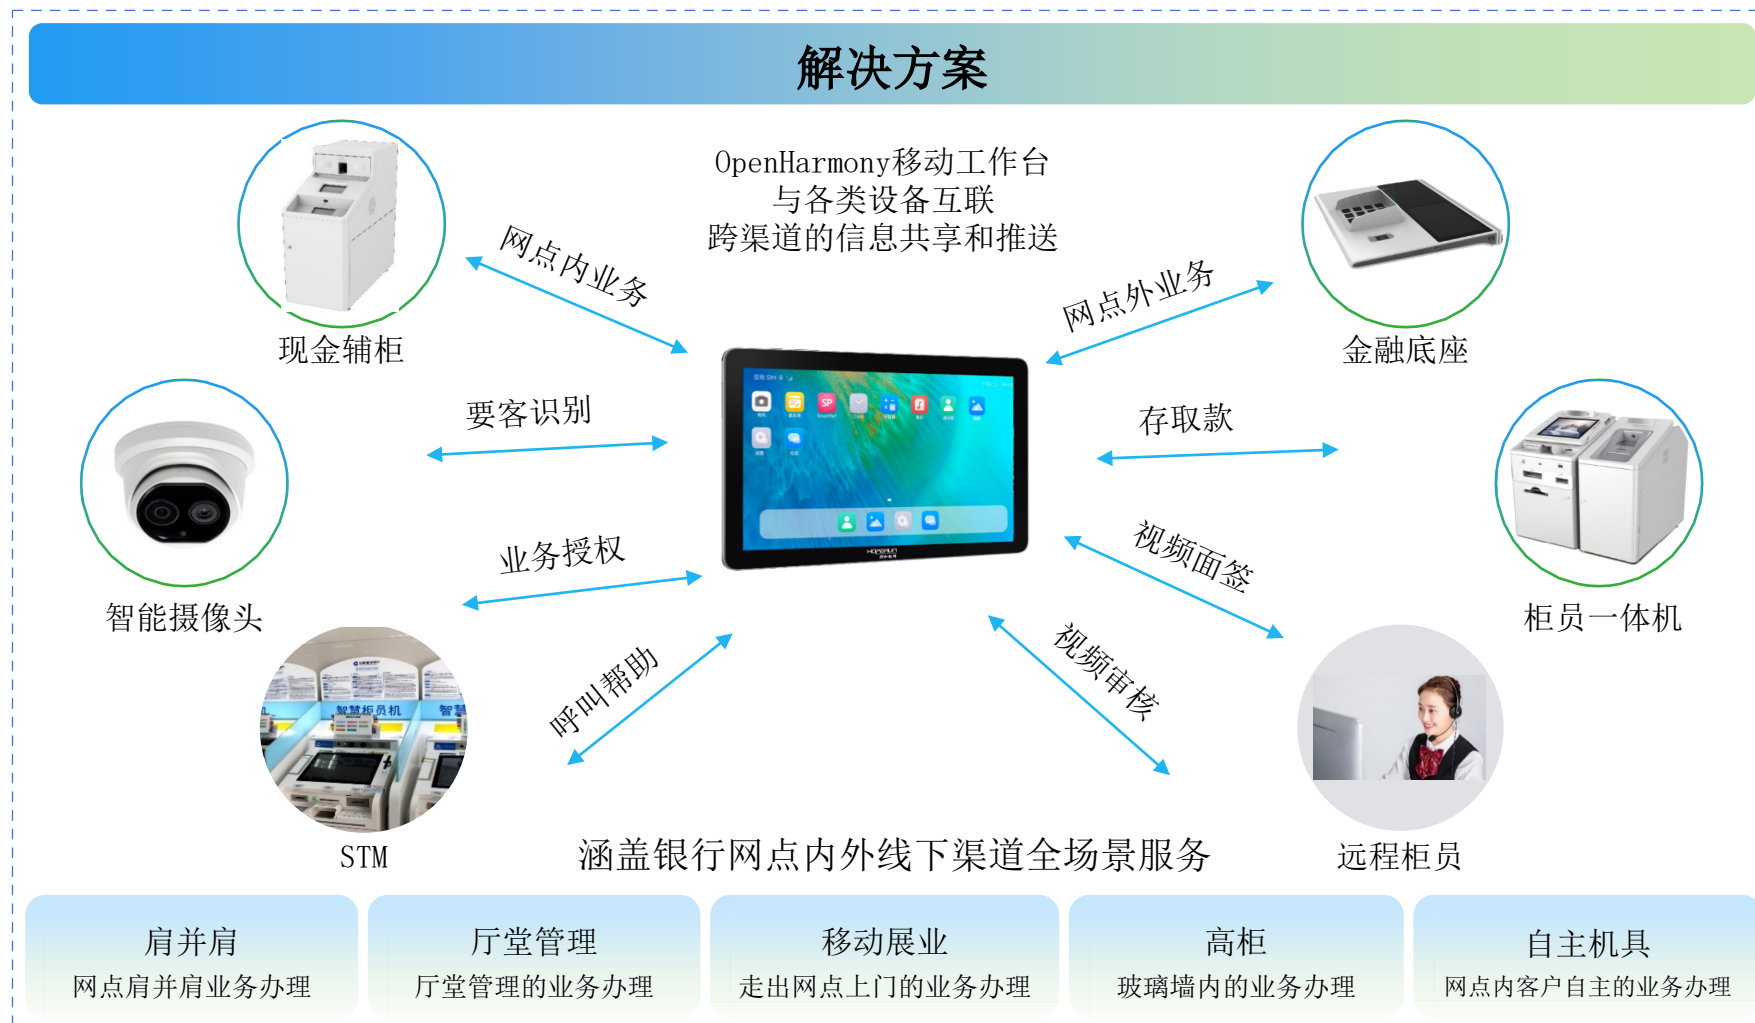 解决方案
OpenHarmony移动工作台
与各类设备互联
跨渠道的信息共享和推送
网点内业务
网点外业务
现金辅柜
金融底座
要客识别
存取款
智能摄像头
业务授权
视频面签
柜员一体机
呼叫帮助
视频审核
智慧柜员机
STM
涵盖银行网点内外线下渠道全场景服务
远程柜员
肩并肩
网点肩并肩业务办理
厅堂管理
厅堂管理的业务办理
移动展业
走出网点上门的业务办理
高柜
玻璃墙内的业务办理
自主机具
网点内客户自主的业务办理